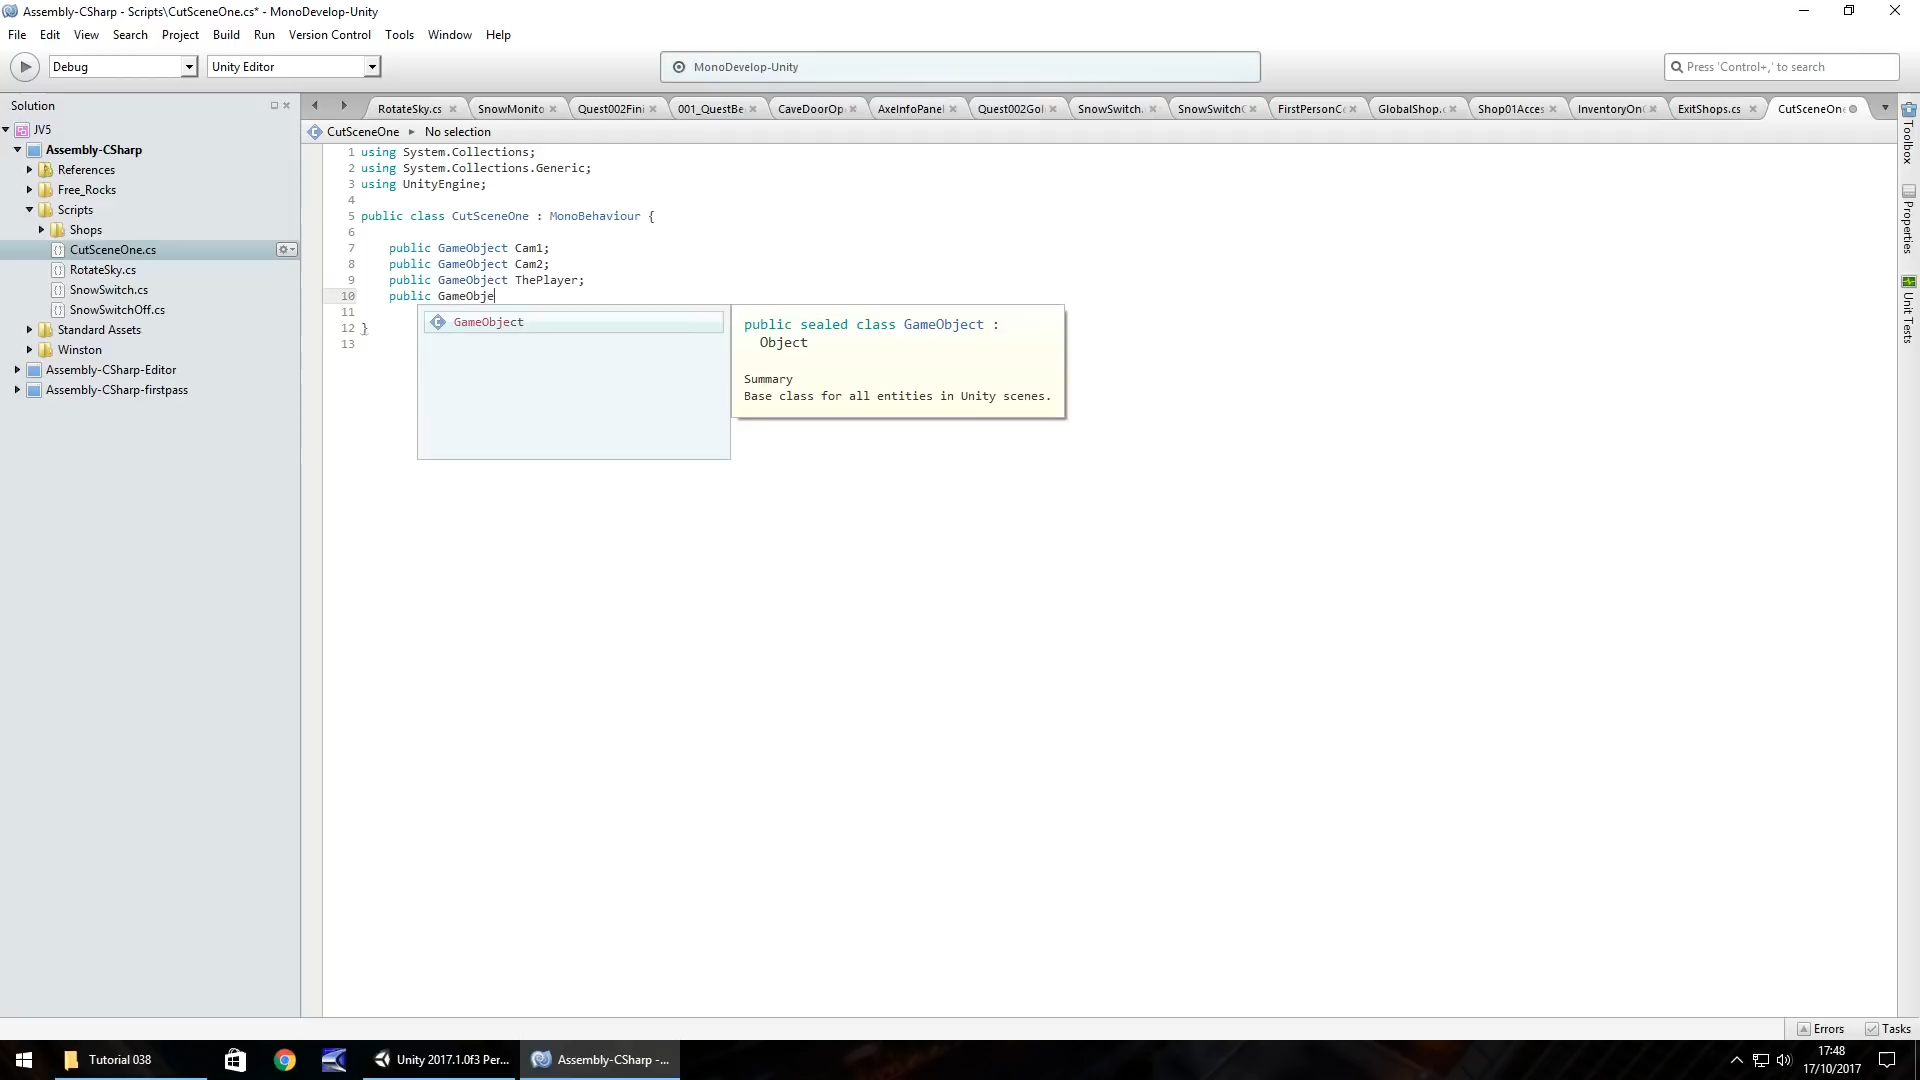 Assembly-CSharp - Scripts\CutSceneOne.cs* - MonoDevelop-Unity
File Edit View Search Project Build Run Version Control Tools Window Help
Debug Unity Editor MonoDevelop-Unity Press 'Control+,' to search
Solution
RotateSky.cs SnowMonito Quest002Fini 001_QuestBe CaveDoorOp AxeInfoPanel Quest002Gol SnowSwitch. SnowSwitchO FirstPersonCo GlobalShop.c Shop01Acces InventoryOn ExitShops.cs CutSceneOne
CutSceneOne No selection
JV5
Assembly-CSharp
References
Free_Rocks
Scripts
Shops
CutSceneOne.cs
RotateSky.cs
SnowSwitch.cs
SnowSwitchOff.cs
Standard Assets
Winston
Assembly-CSharp-Editor
Assembly-CSharp-firstpass
1 using System.Collections;
2 using System.Collections.Generic;
3 using UnityEngine;
4
5 public class CutSceneOne : MonoBehaviour {
6
7 public GameObject Cam1;
8 public GameObject Cam2;
9 public GameObject ThePlayer;
10 public GameObje
11
12 }
13
GameObject
public sealed class GameObject :
Object
Summary
Base class for all entities in Unity scenes.
Toolbox
Properties
Unit Tests
Errors Tasks
Tutorial 038 Unity 2017.1.0f3 Per... Assembly-CSharp -...
17:48
17/10/2017